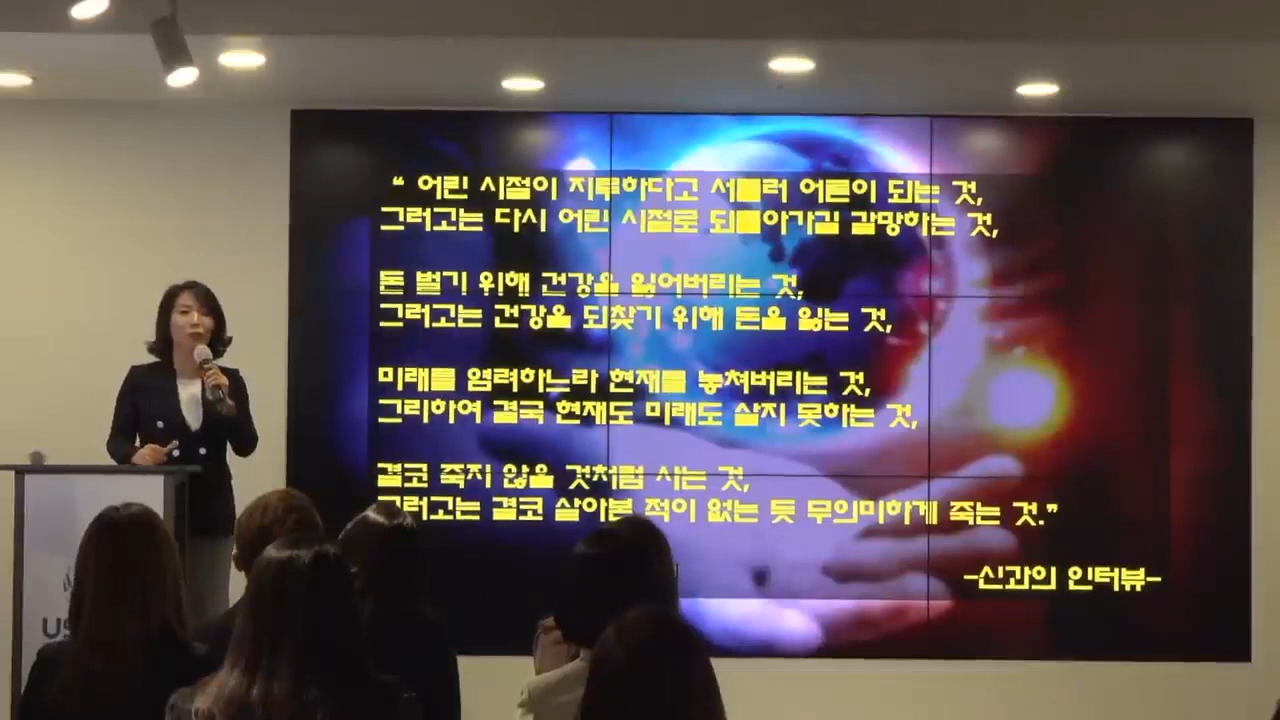 “ 어린 시절이 지루하다고 서둘러 어른이 되는 것,
그러고는 다시 어린 시절로 되돌아가길 갈망하는 것,
돈 벌기 위해 건강을 잃어버리는 것,
그러고는 건강을 되찾기 위해 돈을 잃는 것,
미래를 염려하느라 현재를 놓쳐버리는 것,
그리하여 결국 현재도 미래도 살지 못하는 것,
결코 죽지 않을 것처럼 사는 것,
그러고는 결코 살아본 적이 없는 듯 무의미하게 죽는 것.”
-신과의 인터뷰-